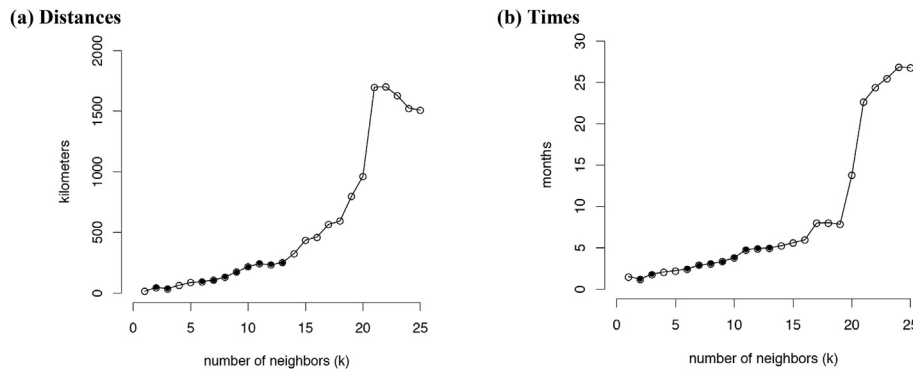 (a) Distances
2000
1500
1000
500
0
kilometers
0 5 10 15 20 25
number of neighbors (k)
(b) Times
30
25
20
15
10
5
0
months
0 5 10 15 20 25
number of neighbors (k)